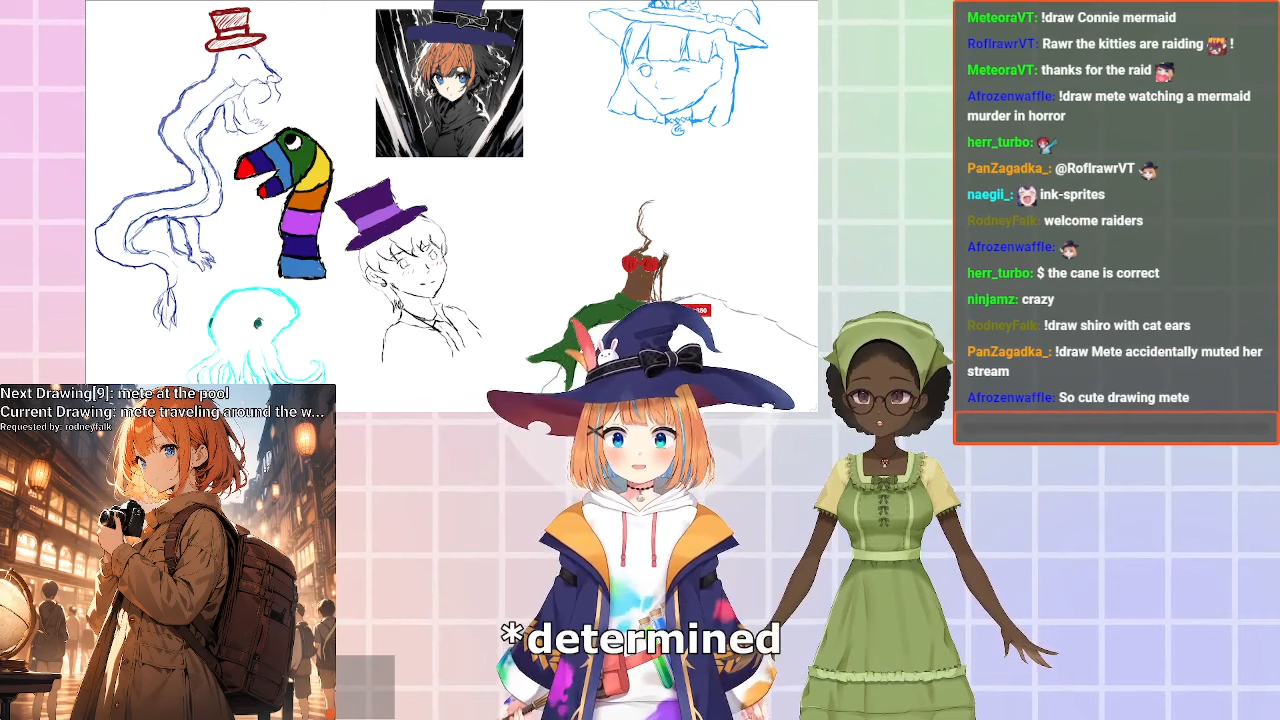 MeteoraVT: !draw Connie mermaid
RoflrawrVT: Rawr the kitties are raiding !
MeteoraVT: thanks for the raid
Afrozenwaffle: !draw mete watching a mermaid
murder in horror
herr_turbo:
PanZagadka_: @RoflrawrVT
naegii_: ink-sprites
RodneyFalk: welcome raiders
Afrozenwaffle:
herr_turbo: $ the cane is correct
ninjamz: crazy
RodneyFalk: !draw shiro with cat ears
PanZagadka_: !draw Mete accidentally muted her
stream
Afrozenwaffle: So cute drawing mete
Next Drawing[9]: mete at the pool
Current Drawing: mete traveling around the w...
Requested by: rodneyfalk
*determined